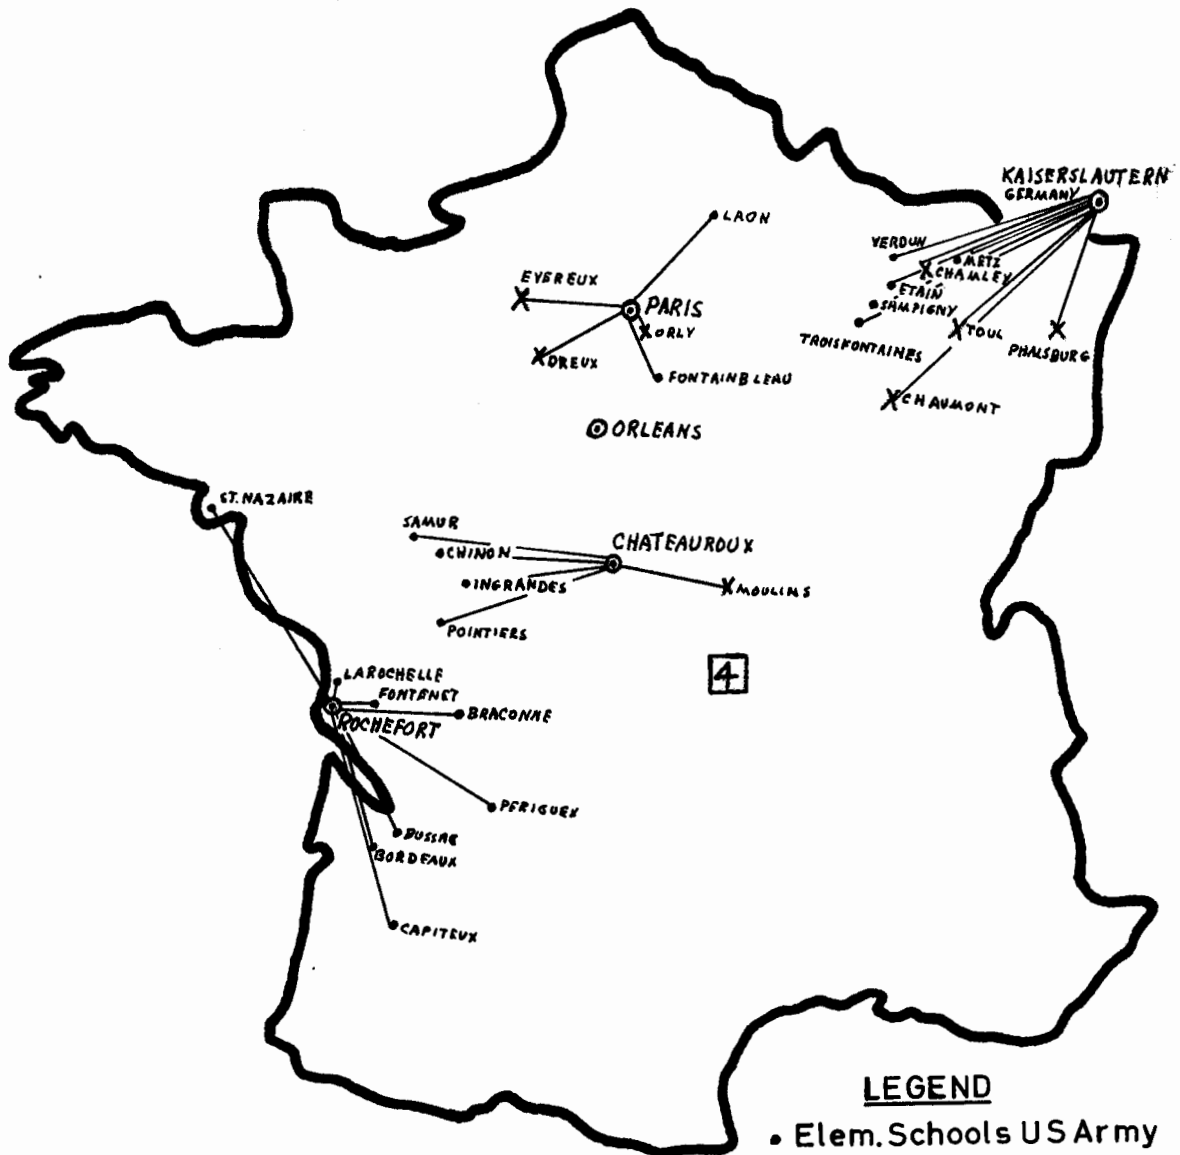 KAISERSLAUTERN
GERMANY
LAON
VERDUN
METZ
CHAMLEY
EVEREUX
ETAIN
PARIS
SAMPIGNY
ORLY
TROISFONTAINES
TOUL
PHALSBURG
DREUX
FONTAINBLEAU
CHAUMONT
ORLEANS
ST. NAZAIRE
SAMUR
CHINON
CHATEAUROUX
INGRANDES
MOULINS
POINTIERS
4
LAROCHELLE
FONTENET
BRACONNE
ROCHEFORT
PERIGUEX
BUSSAC
BORDEAUX
CAPITEUX
LEGEND
• Elem. Schools US Army